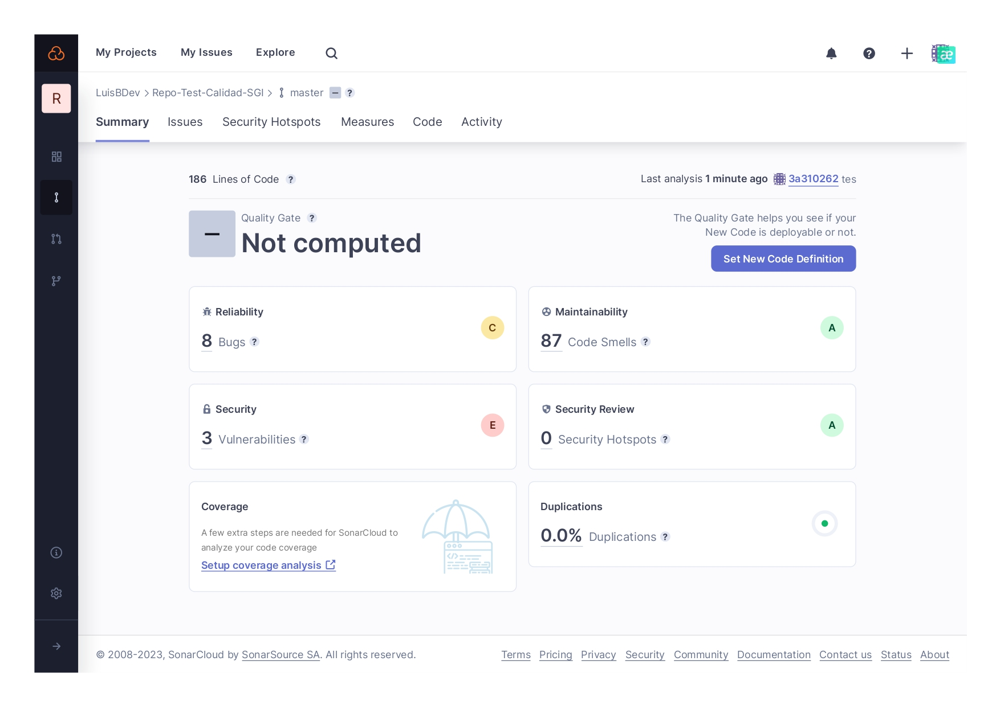 My Projects My Issues Explore
æ
R
LuisBDev > Repo-Test-Calidad-SGI > master – ?
Summary Issues Security Hotspots Measures Code Activity
186 Lines of Code ?
Last analysis 1 minute ago 3a310262 tes
– Quality Gate ?
Not computed
The Quality Gate helps you see if your
New Code is deployable or not.
Set New Code Definition
Reliability
8 Bugs ?
C
Maintainability
87 Code Smells ?
A
Security
3 Vulnerabilities ?
E
Security Review
0 Security Hotspots ?
A
Coverage
A few extra steps are needed for SonarCloud to
analyze your code coverage
Setup coverage analysis
</>
Duplications
0.0% Duplications ?
© 2008-2023, SonarCloud by SonarSource SA. All rights reserved.
Terms Pricing Privacy Security Community Documentation Contact us Status About